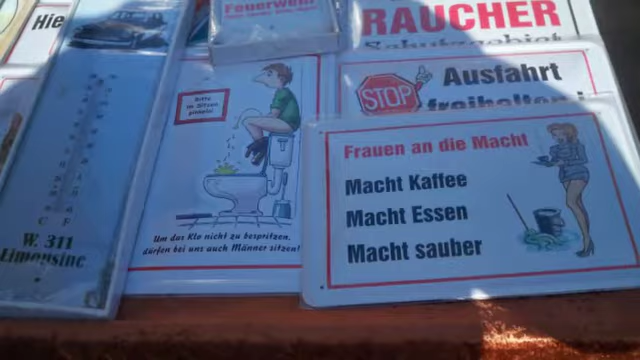 Hie
Feuerwehr
RAUCHER
Schutzgebiet
STOP
Ausfahrt
freihalten
Bitte
im Sitzen
pinkeln!
Um das Klo nicht zu bespritzen,
dürfen bei uns auch Männer sitzen!
Frauen an die Macht
Macht Kaffee
Macht Essen
Macht sauber
C F
W. 311
Limousine